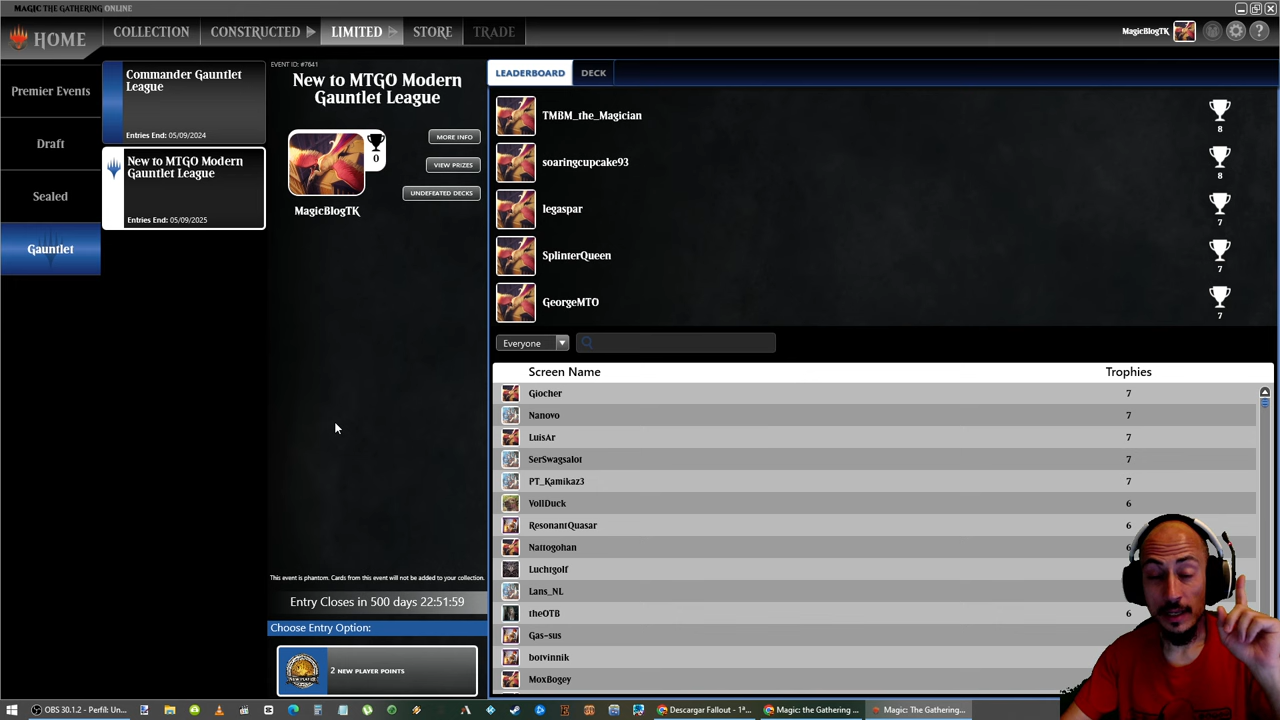 MAGIC THE GATHERING ONLINE
HOME
COLLECTION
CONSTRUCTED
LIMITED
STORE
TRADE
MagicBlogTK
Premier Events
Draft
Sealed
Gauntlet
Commander Gauntlet
League
Entries End: 05/09/2024
New to MTGO Modern
Gauntlet League
Entries End: 05/09/2025
EVENT ID: #7641
New to MTGO Modern
Gauntlet League
0
MORE INFO
VIEW PRIZES
UNDEFEATED DECKS
MagicBlogTK
This event is phantom. Cards from this event will not be added to your collection.
Entry Closes in 500 days 22:51:59
Choose Entry Option:
NEW PLAYER
2 NEW PLAYER POINTS
LEADERBOARD
DECK
TMBM_the_Magician
8
soaringcupcake93
8
legaspar
7
SplinterQueen
7
GeorgeMTO
7
Everyone
Screen Name Trophies
Giocher 7
Nanovo 7
LuisAr 7
SerSwagsalot 7
PT_Kamikaz3 7
VollDuck 6
ResonantQuasar 6
Nattogohan 6
Luchtgolf
Lans_NL
theOTB 6
Gas-sus
botvinnik
MoxBogey
OBS 30.1.2 - Perfil: Un...
Descargar Fallout - 1ª...
Magic: the Gathering ...
Magic: The Gathering...